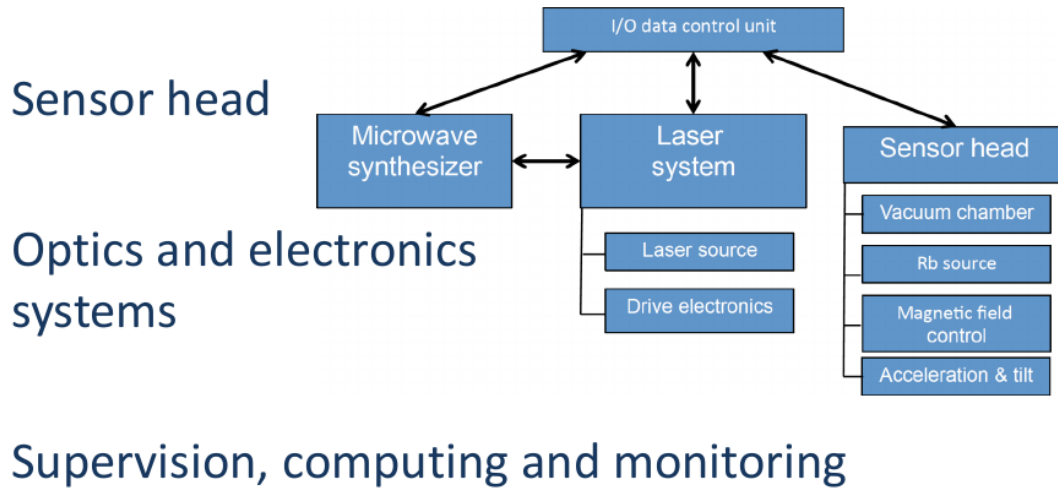 I/O data control unit
Sensor head
Microwave
synthesizer
Laser
system
Sensor head
Vacuum chamber
Optics and electronics
systems
Laser source
Rb source
Drive electronics
Magnetic field
control
Acceleration & tilt
Supervision, computing and monitoring